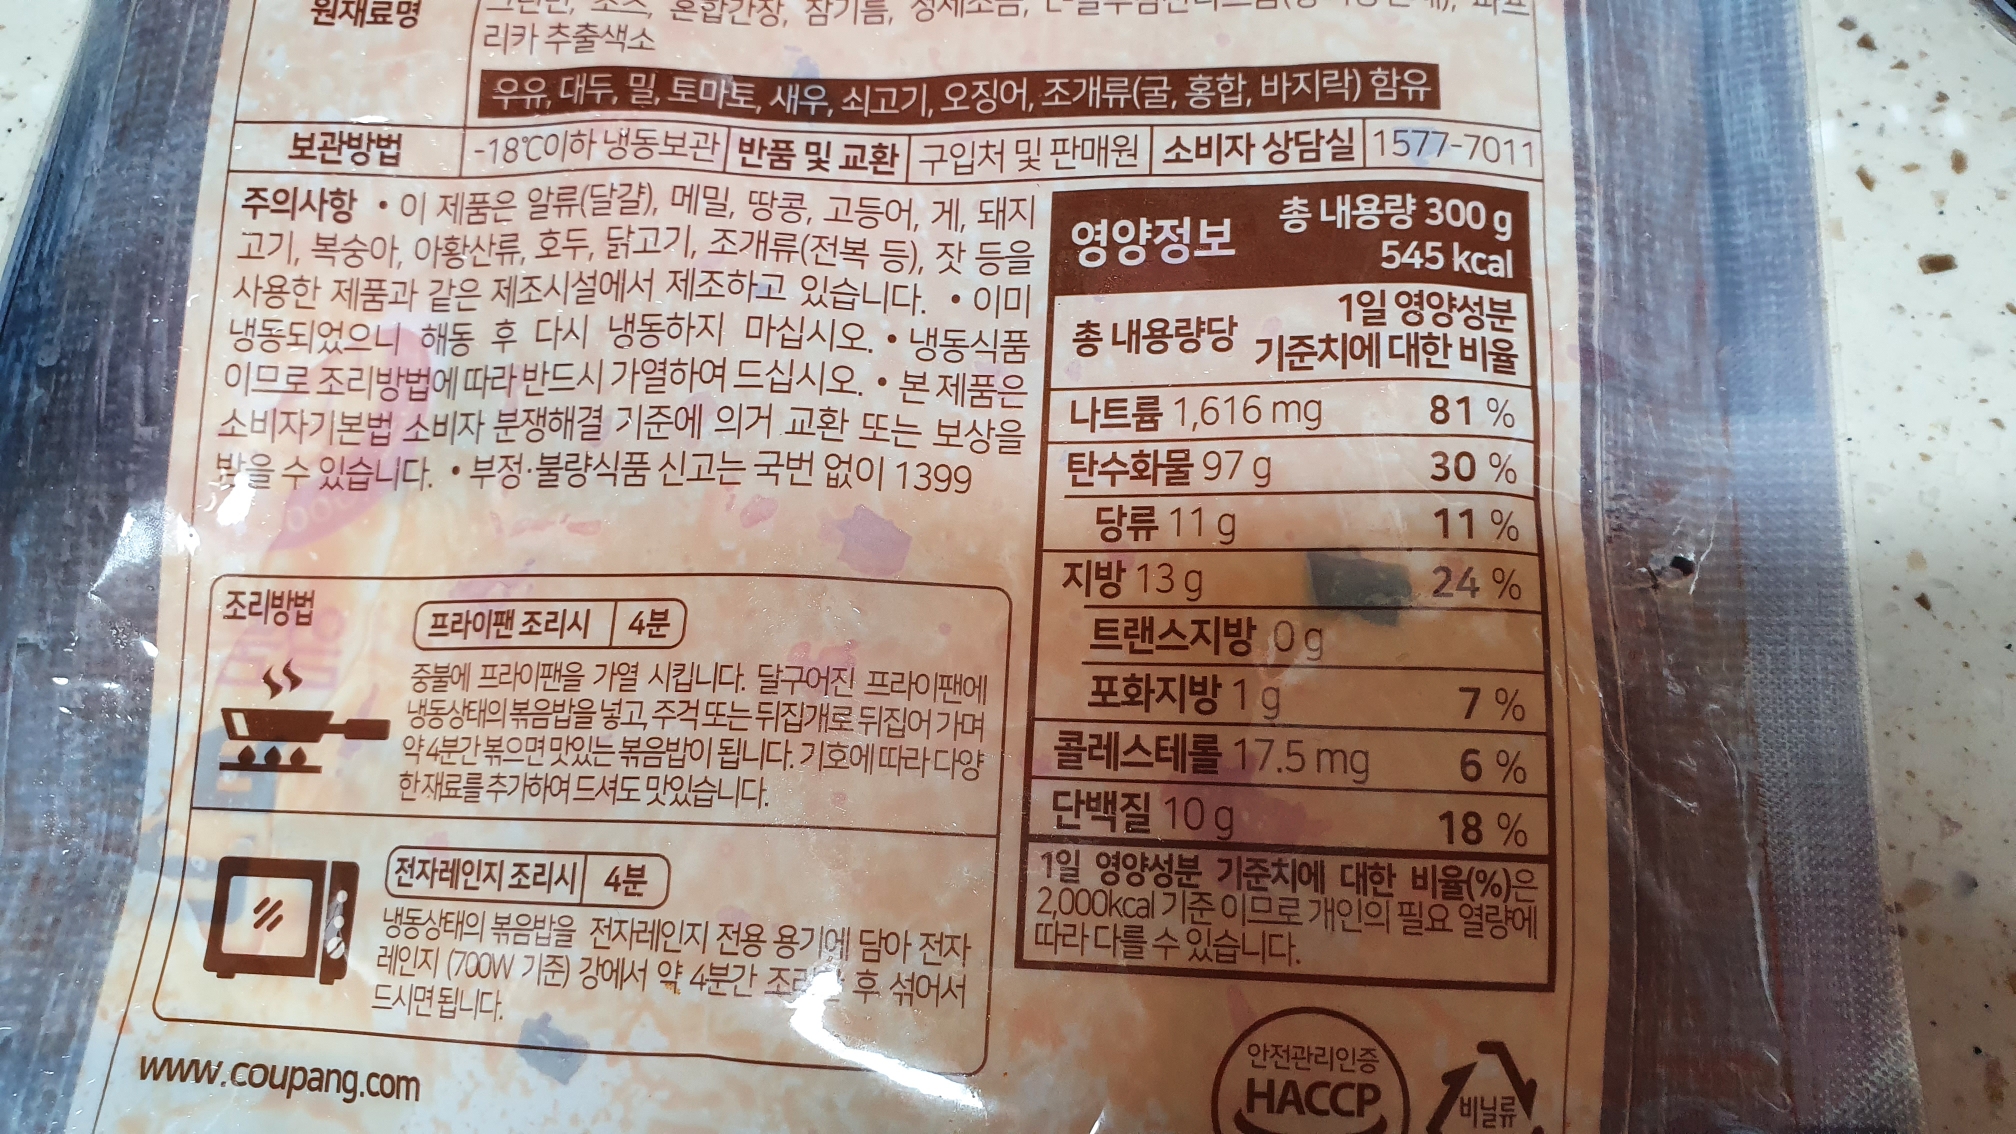 원재료명
혼합간장, 참기름,
리카 추출색소
우유, 대두, 밀, 토마토, 새우, 쇠고기, 오징어, 조개류(굴, 홍합, 바지락) 함유
보관방법 -18℃이하 냉동보관 반품 및 교환 구입처 및 판매원 소비자 상담실 1577-7011
주의사항 • 이 제품은 알류(달걀), 메밀, 땅콩, 고등어, 게, 돼지
고기, 복숭아, 아황산류, 호두, 닭고기, 조개류(전복 등), 잣 등을
사용한 제품과 같은 제조시설에서 제조하고 있습니다. • 이미
냉동되었으니 해동 후 다시 냉동하지 마십시오. • 냉동식품
이므로 조리방법에 따라 반드시 가열하여 드십시오. • 본 제품은
소비자기본법 소비자 분쟁해결 기준에 의거 교환 또는 보상을
받을 수 있습니다. • 부정·불량식품 신고는 국번 없이 1399
영양정보
총 내용량 300 g
545 kcal
총 내용량당
1일 영양성분
기준치에 대한 비율
나트륨 1,616 mg 81 %
탄수화물 97 g 30 %
당류 11 g 11 %
지방 13 g 24 %
트랜스지방 0 g
포화지방 1 g 7 %
콜레스테롤 17.5 mg 6 %
단백질 10 g 18 %
1일 영양성분 기준치에 대한 비율(%)은
2,000kcal 기준이므로 개인의 필요 열량에
따라 다를 수 있습니다.
조리방법
프라이팬 조리시 4분
중불에 프라이팬을 가열 시킵니다. 달구어진 프라이팬에
냉동상태의 볶음밥을 넣고, 주걱 또는 뒤집개로 뒤집어 가며
약 4분간 볶으면 맛있는 볶음밥이 됩니다. 기호에 따라 다양
한 재료를 추가하여 드셔도 맛있습니다.
전자레인지 조리시 4분
냉동상태의 볶음밥을 전자레인지 전용 용기에 담아 전자
레인지 (700W 기준) 강에서 약 4분간 후 섞어서
드시면 됩니다.
www.coupang.com
안전관리인증
HACCP
비닐류